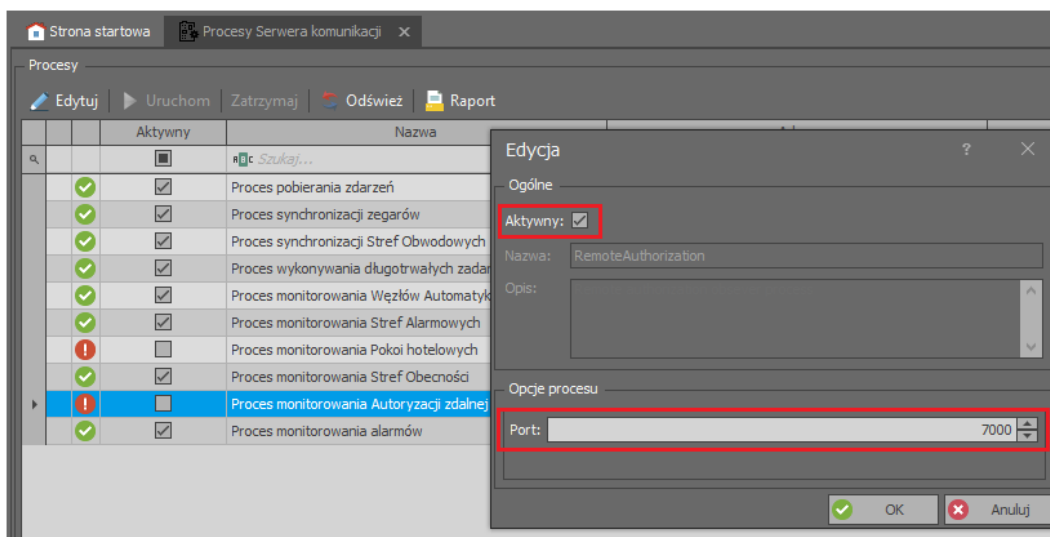 Strona startowa
Procesy Serwera komunikacji
Procesy
Edytuj
Uruchom
Zatrzymaj
Odśwież
Raport
Aktywny
Nazwa
ABC Szukaj...
Proces pobierania zdarzeń
Proces synchronizacji zegarów
Proces synchronizacji Stref Obwodowych
Proces wykonywania długotrwałych zadań
Proces monitorowania Węzłów Automatyk
Proces monitorowania Stref Alarmowych
Proces monitorowania Pokoi hotelowych
Proces monitorowania Stref Obecności
Proces monitorowania Autoryzacji zdalnej
Proces monitorowania alarmów
Edycja
?
Ogólne
Aktywny:
Nazwa: RemoteAuthorization
Opis:
Opcje procesu
Port: 7000
OK
Anuluj